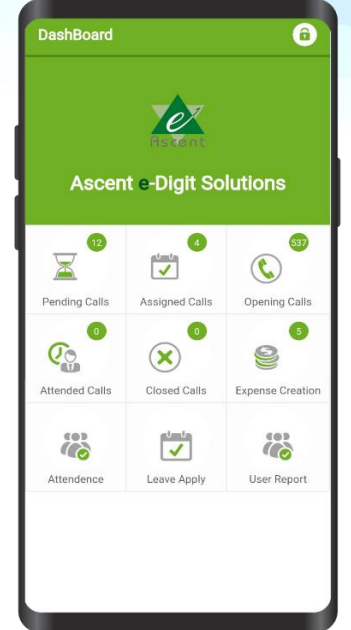 DashBoard
e
Ascent
Ascent e-Digit Solutions
12
4
537
Pending Calls
Assigned Calls
Opening Calls
0
0
5
Attended Calls
Closed Calls
Expense Creation
Attendence
Leave Apply
User Report